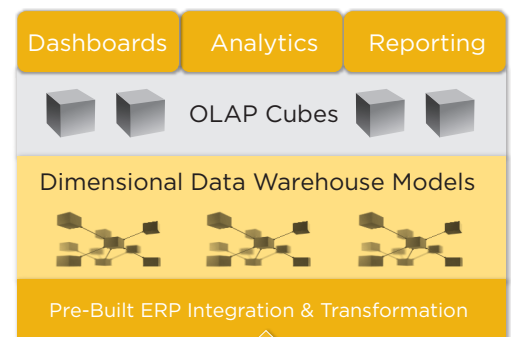 Dashboards Analytics Reporting
OLAP Cubes
Dimensional Data Warehouse Models
Pre-Built ERP Integration & Transformation